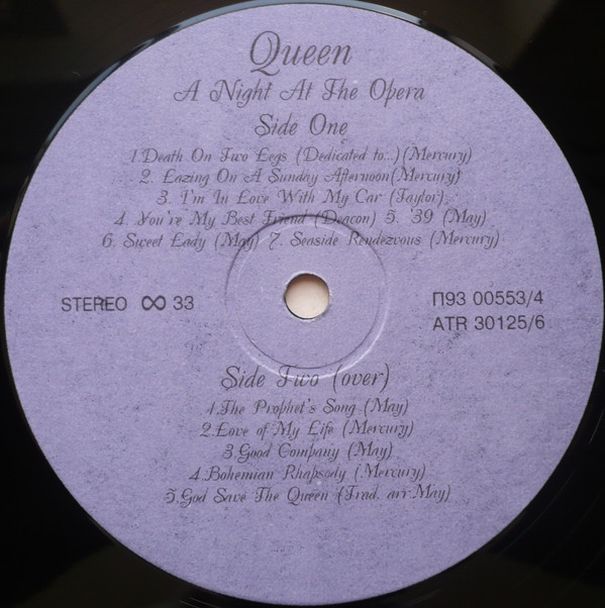 Queen
A Night At The Opera
Side One
1.Death On Two Legs (Dedicated to...)(Mercury)
2. Lazing On A Sunday Afternoon(Mercury)
3. I'm In Love With My Car (Taylor),
4. You're My Best Friend (Deacon) 5. '39 (May)
6. Sweet Lady (May) 7. Seaside Rendezvous (Mercury)
STEREO ∞ 33
П93 00553/4
ATR 30125/6
Side Two (over)
1.The Prophet's Song (May)
2.Love of My Life (Mercury)
3.Good Company (May)
4.Bohemian Rhapsody (Mercury)
5.God Save The Queen (Trad. arr.May)